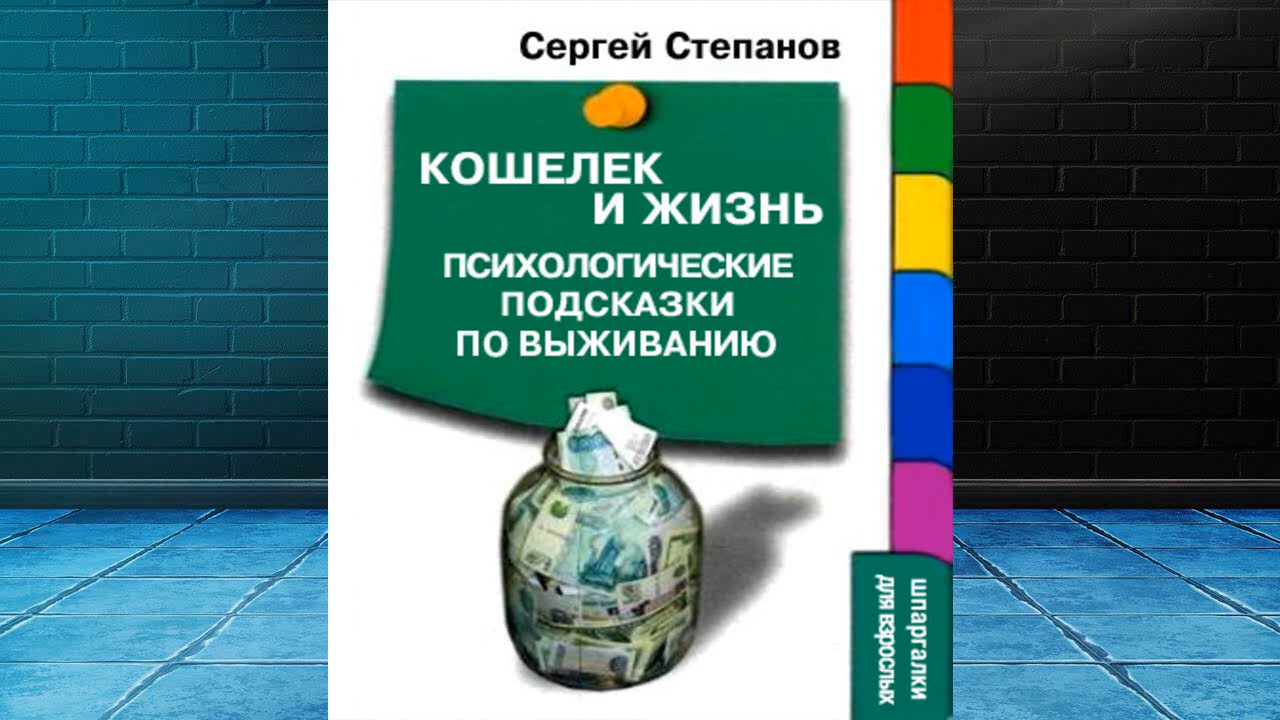 Сергей Степанов
КОШЕЛЕК
И ЖИЗНЬ
ПСИХОЛОГИЧЕСКИЕ
ПОДСКАЗКИ
ПО ВЫЖИВАНИЮ
шпаргалки
для взрослых